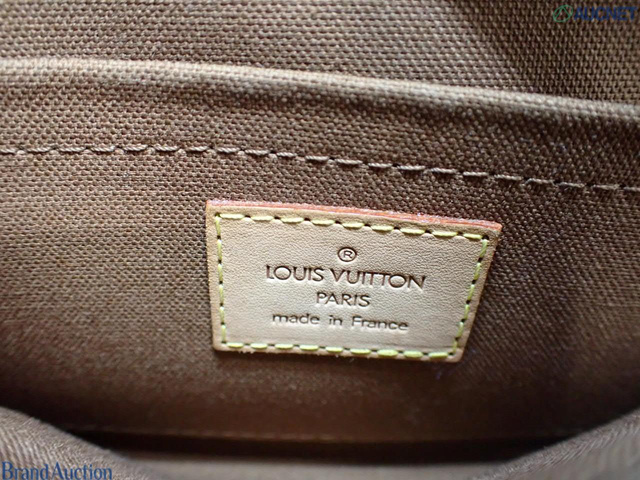 ®
LOUIS VUITTON
PARIS
made in France
Brand Auction